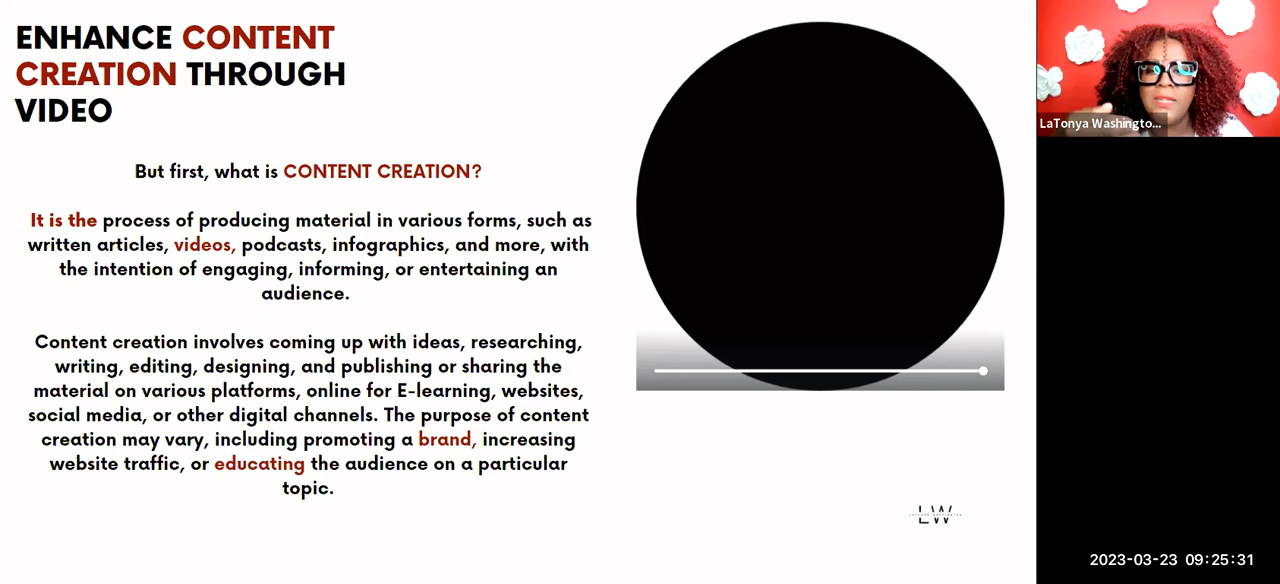 ENHANCE CONTENT
CREATION THROUGH
VIDEO
But first, what is CONTENT CREATION?
It is the process of producing material in various forms, such as
written articles, videos, podcasts, infographics, and more, with
the intention of engaging, informing, or entertaining an
audience.
Content creation involves coming up with ideas, researching,
writing, editing, designing, and publishing or sharing the
material on various platforms, online for E-learning, websites,
social media, or other digital channels. The purpose of content
creation may vary, including promoting a brand, increasing
website traffic, or educating the audience on a particular
topic.
LW
LaTonya Washingto...
2023-03-23 09:25:31